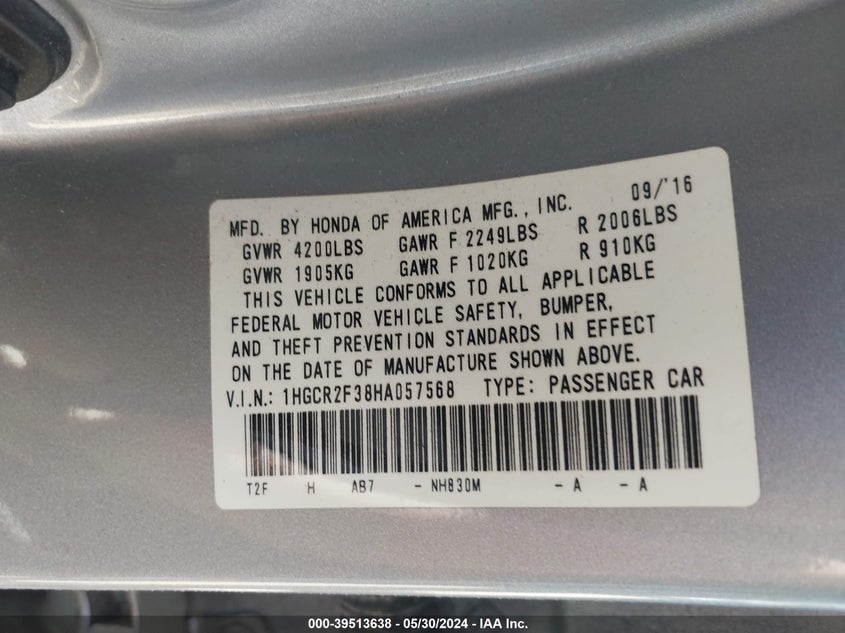 MFD. BY HONDA OF AMERICA MFG., INC. 09/'16
GVWR 4200LBS GAWR F 2249LBS R 2006LBS
GVWR 1905KG GAWR F 1020KG R 910KG
THIS VEHICLE CONFORMS TO ALL APPLICABLE
FEDERAL MOTOR VEHICLE SAFETY, BUMPER,
AND THEFT PREVENTION STANDARDS IN EFFECT
ON THE DATE OF MANUFACTURE SHOWN ABOVE.
V.I.N.: 1HGCR2F38HA057568 TYPE: PASSENGER CAR
T2F H AB7 - NH830M - A - A
000-39513638 - 05/30/2024 - IAA Inc.